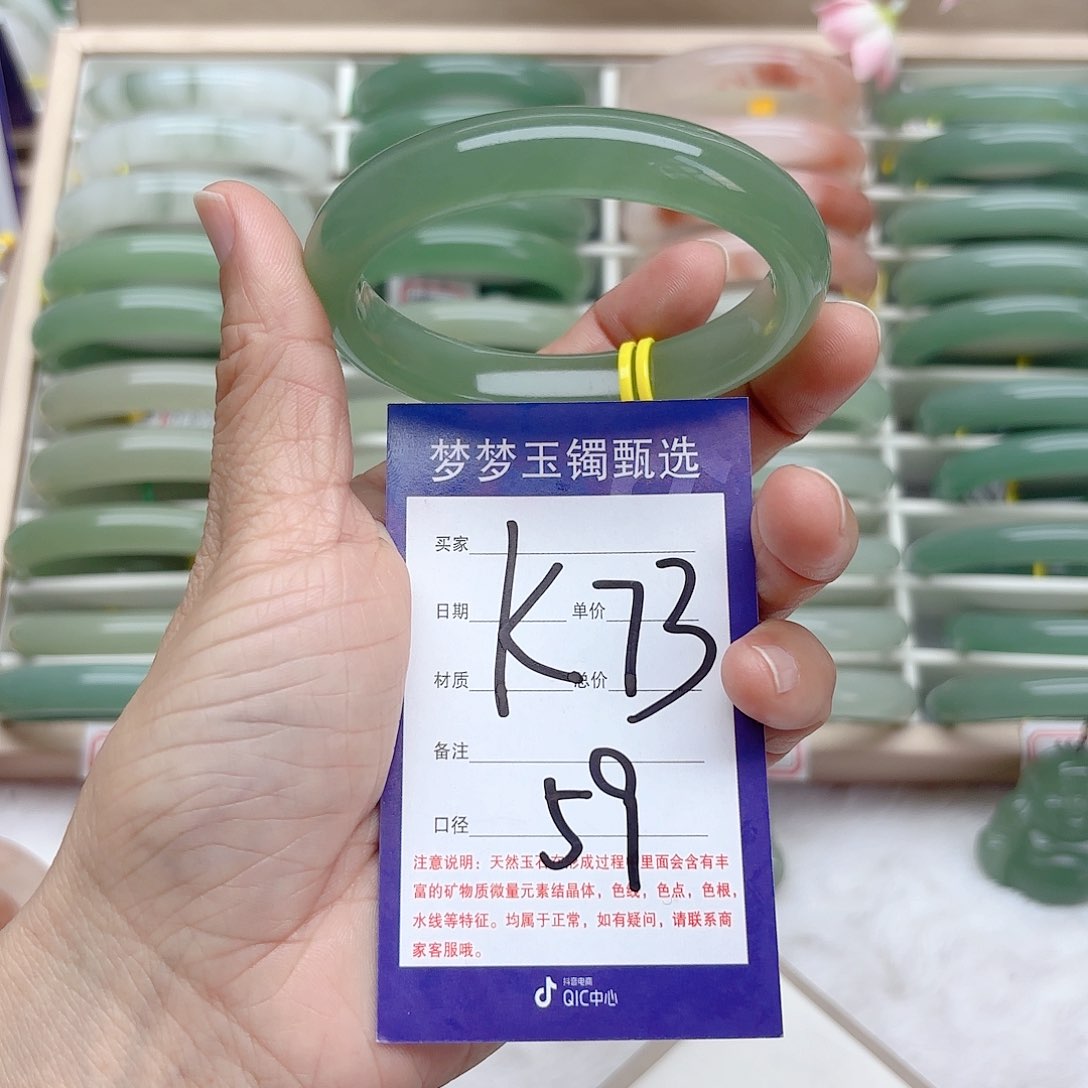 梦梦玉镯甄选
买家
K73
日期 单价
材质 总价
备注
59
口径
注意说明：天然玉石在形成过程中里面会含有丰
富的矿物质微量元素结晶体，色线，色点，色根，
水线等特征。均属于正常，如有疑问，请联系商
家客服哦。
抖音电商
QIC中心